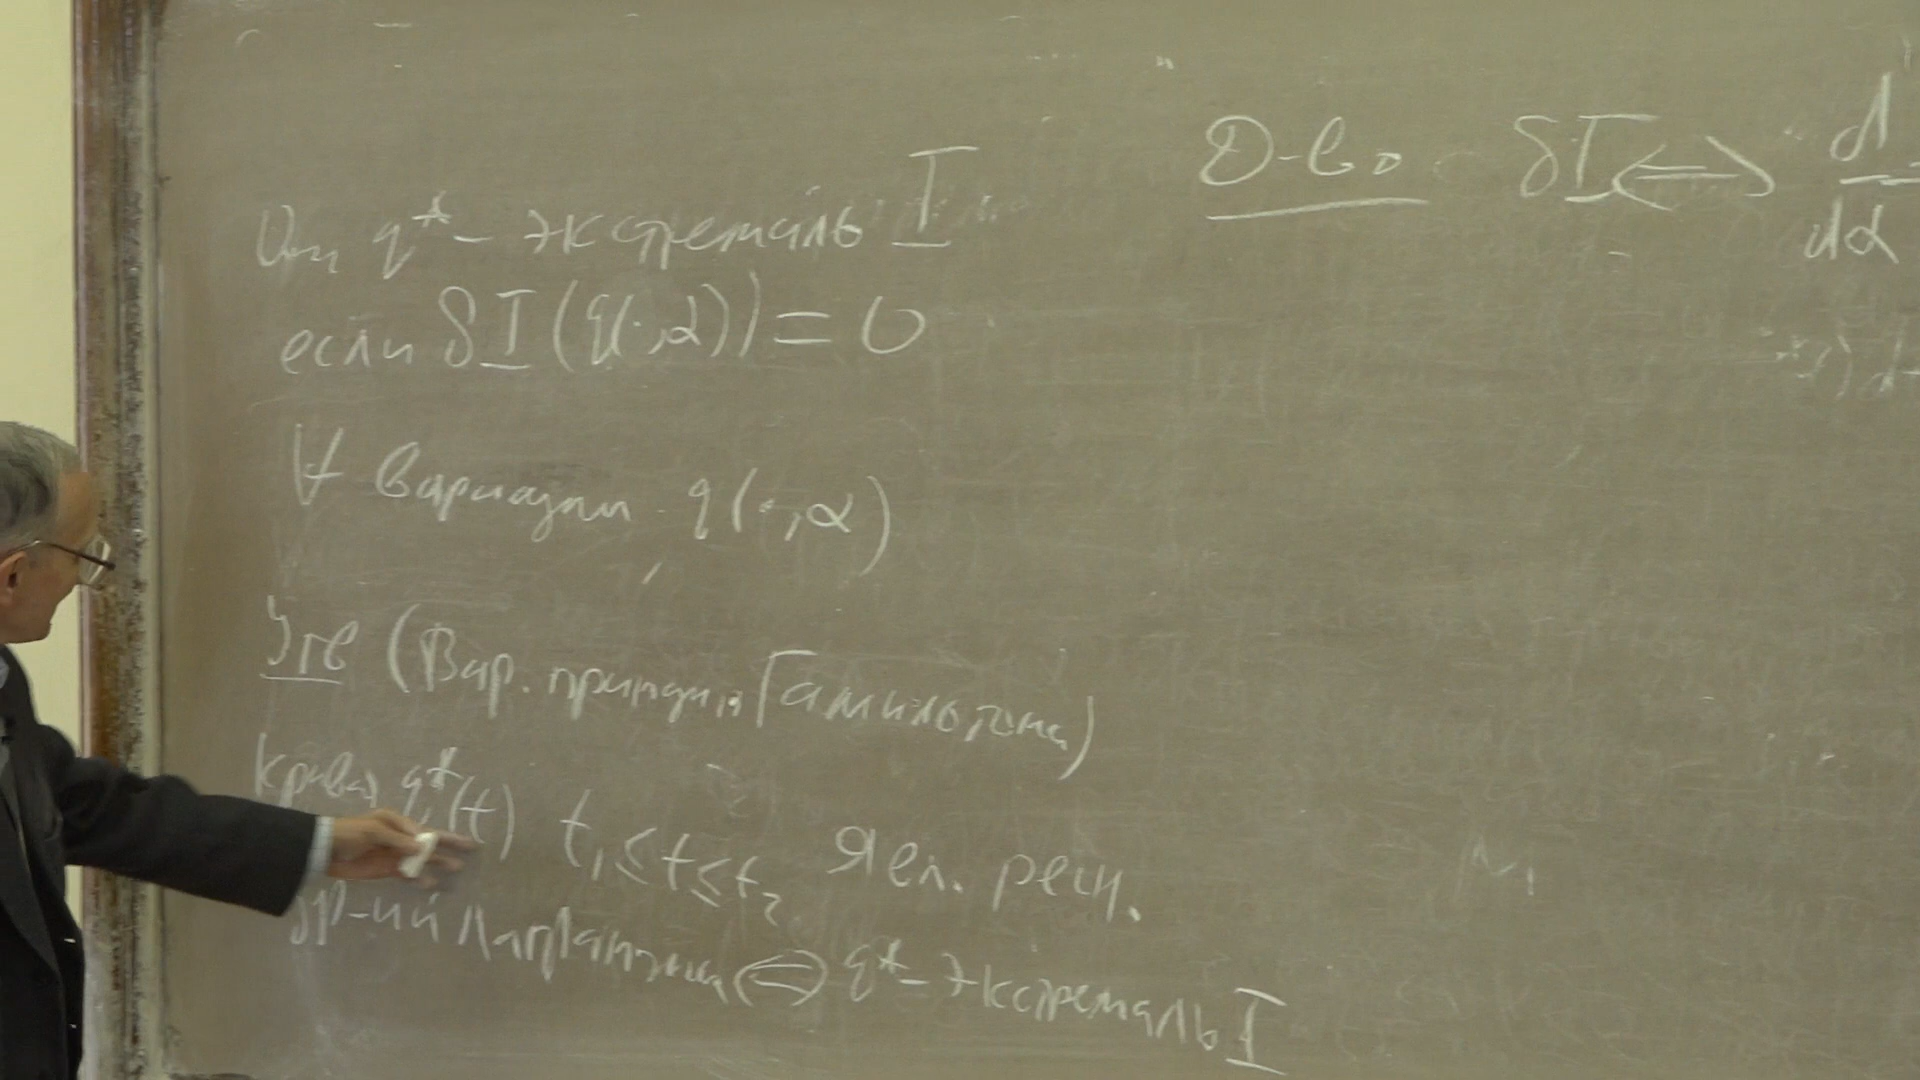 Опр q* – экстремаль I
если δI(q(·,α)) = 0
∀ вариации q(·,α)
Утв (Вар. принцип Гамильтона)
кривая q*(t) t₁ ≤ t ≤ t₂ явл. реш.
ур-ий Лагранжа ⇔ q* – экстремаль I
Д-во δI ⇔ d
dα